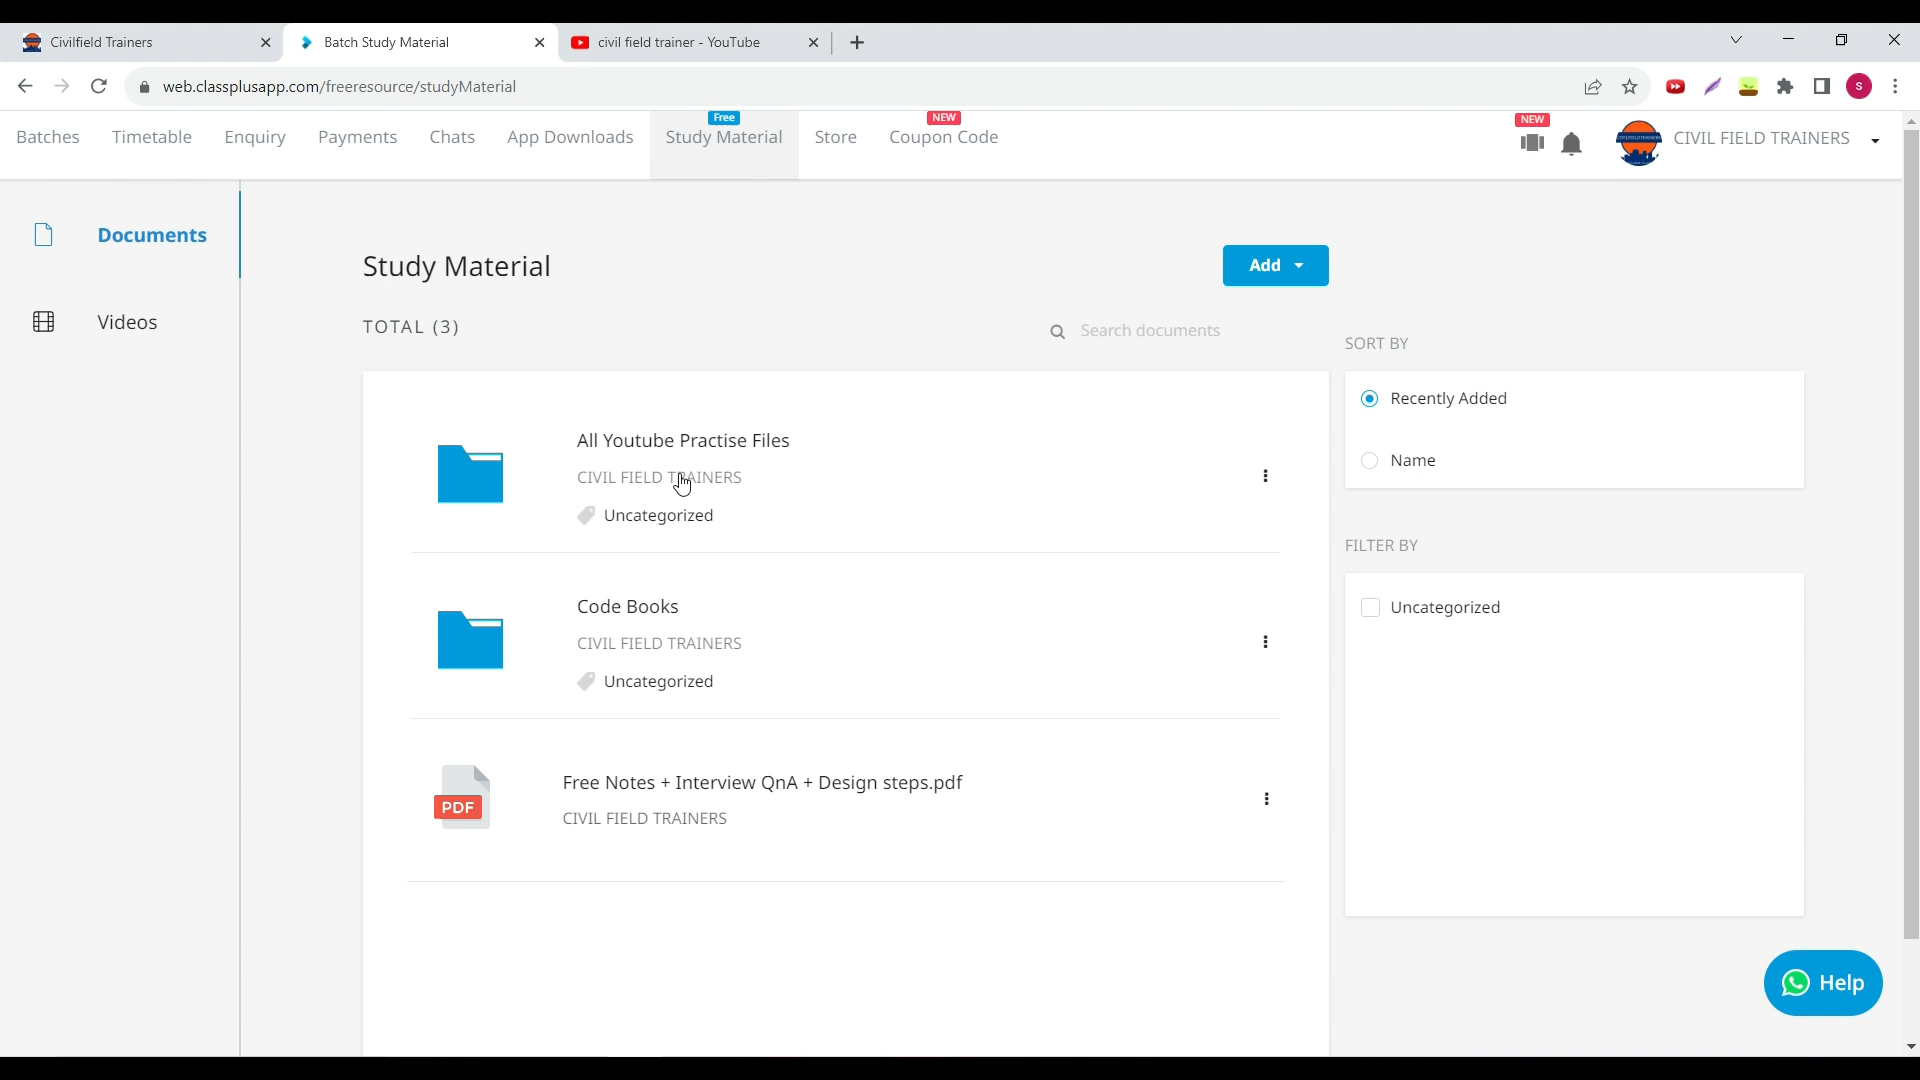 Civilfield Trainers
Batch Study Material
civil field trainer - YouTube
web.classplusapp.com/freeresource/studyMaterial
S
Free
NEW
NEW
Batches
Timetable
Enquiry
Payments
Chats
App Downloads
Study Material
Store
Coupon Code
CIVIL FIELD TRAINERS
Documents
Videos
Study Material
Add
TOTAL (3)
Search documents
SORT BY
Recently Added
Name
All Youtube Practise Files
CIVIL FIELD TRAINERS
Uncategorized
FILTER BY
Uncategorized
Code Books
CIVIL FIELD TRAINERS
Uncategorized
PDF
Free Notes + Interview QnA + Design steps.pdf
CIVIL FIELD TRAINERS
Help